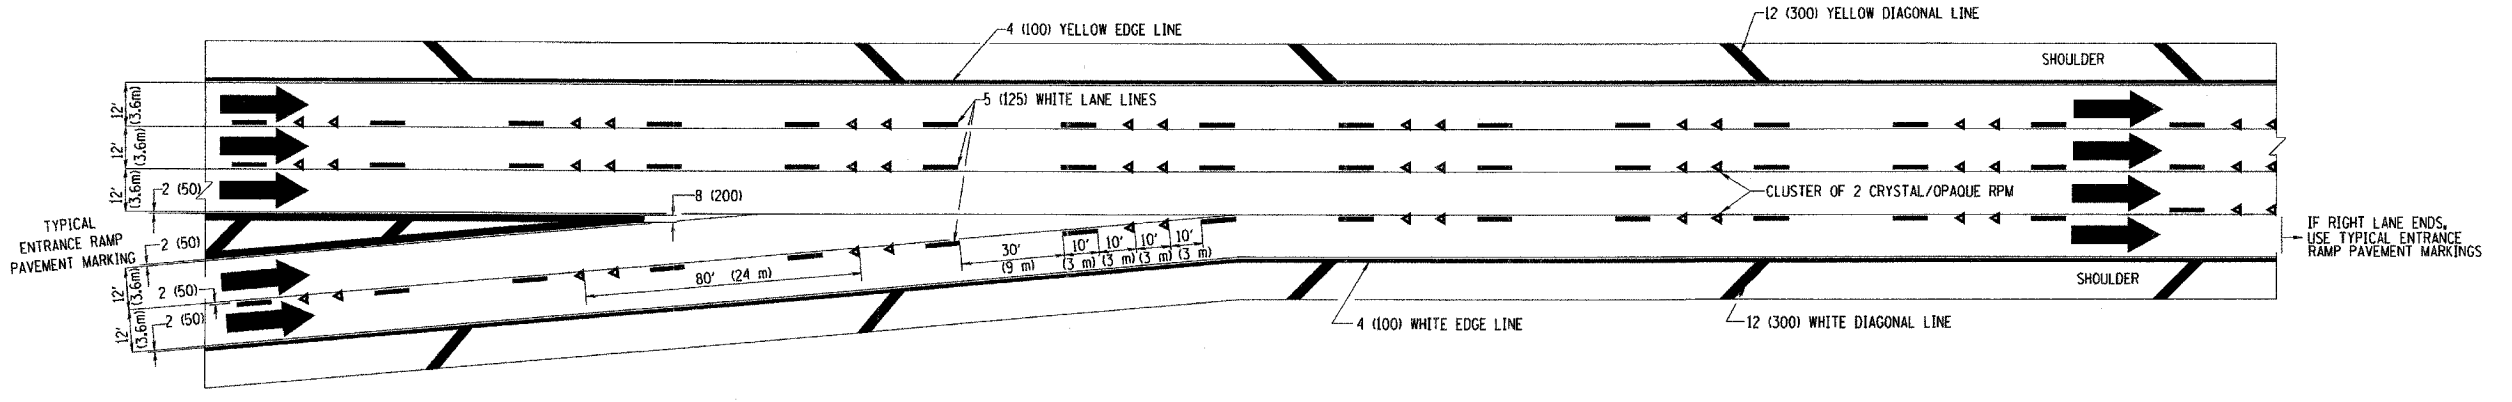 12 (300) YELLOW DIAGONAL LINE
4 (100) YELLOW EDGE LINE
SHOULDER
12'
(3.6m)
5 (125) WHITE LANE LINES
12'
(3.6m)
12'
(3.6m)
2 (50)
8 (200)
CLUSTER OF 2 CRYSTAL/OPAQUE RPM
TYPICAL
ENTRANCE RAMP
PAVEMENT MARKING
2 (50)
IF RIGHT LANE ENDS,
USE TYPICAL ENTRANCE
RAMP PAVEMENT MARKINGS
30'
(9 m)
10'
(3 m)
10'
(3 m)
10'
(3 m)
10'
(3 m)
80' (24 m)
12'
(3.6m)
2 (50)
12'
(3.6m)
2 (50)
SHOULDER
4 (100) WHITE EDGE LINE
12 (300) WHITE DIAGONAL LINE